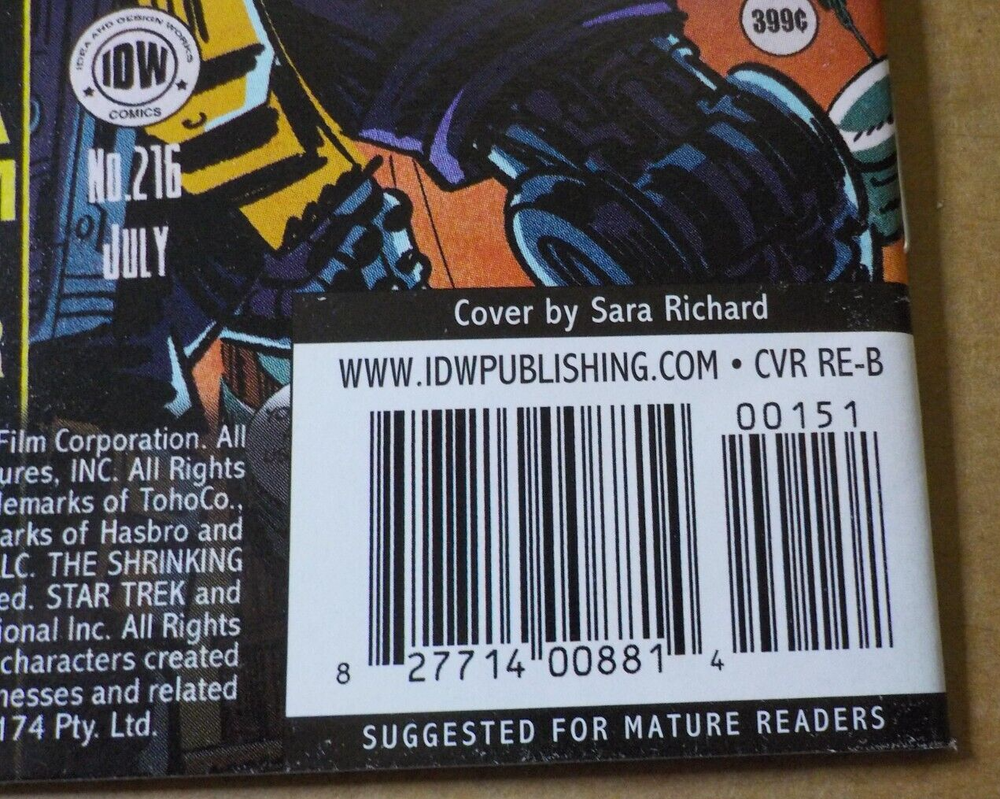 IDEA AND DESIGN WORKS
IDW
COMICS
399¢
No.216
JULY
Cover by Sara Richard
WWW.IDWPUBLISHING.COM • CVR RE-B
00151
8 27714 00881 4
SUGGESTED FOR MATURE READERS
Film Corporation. All
ures, INC. All Rights
demarks of TohoCo.,
arks of Hasbro and
LC. THE SHRINKING
ed. STAR TREK and
ional Inc. All Rights
characters created
nesses and related
174 Pty. Ltd.